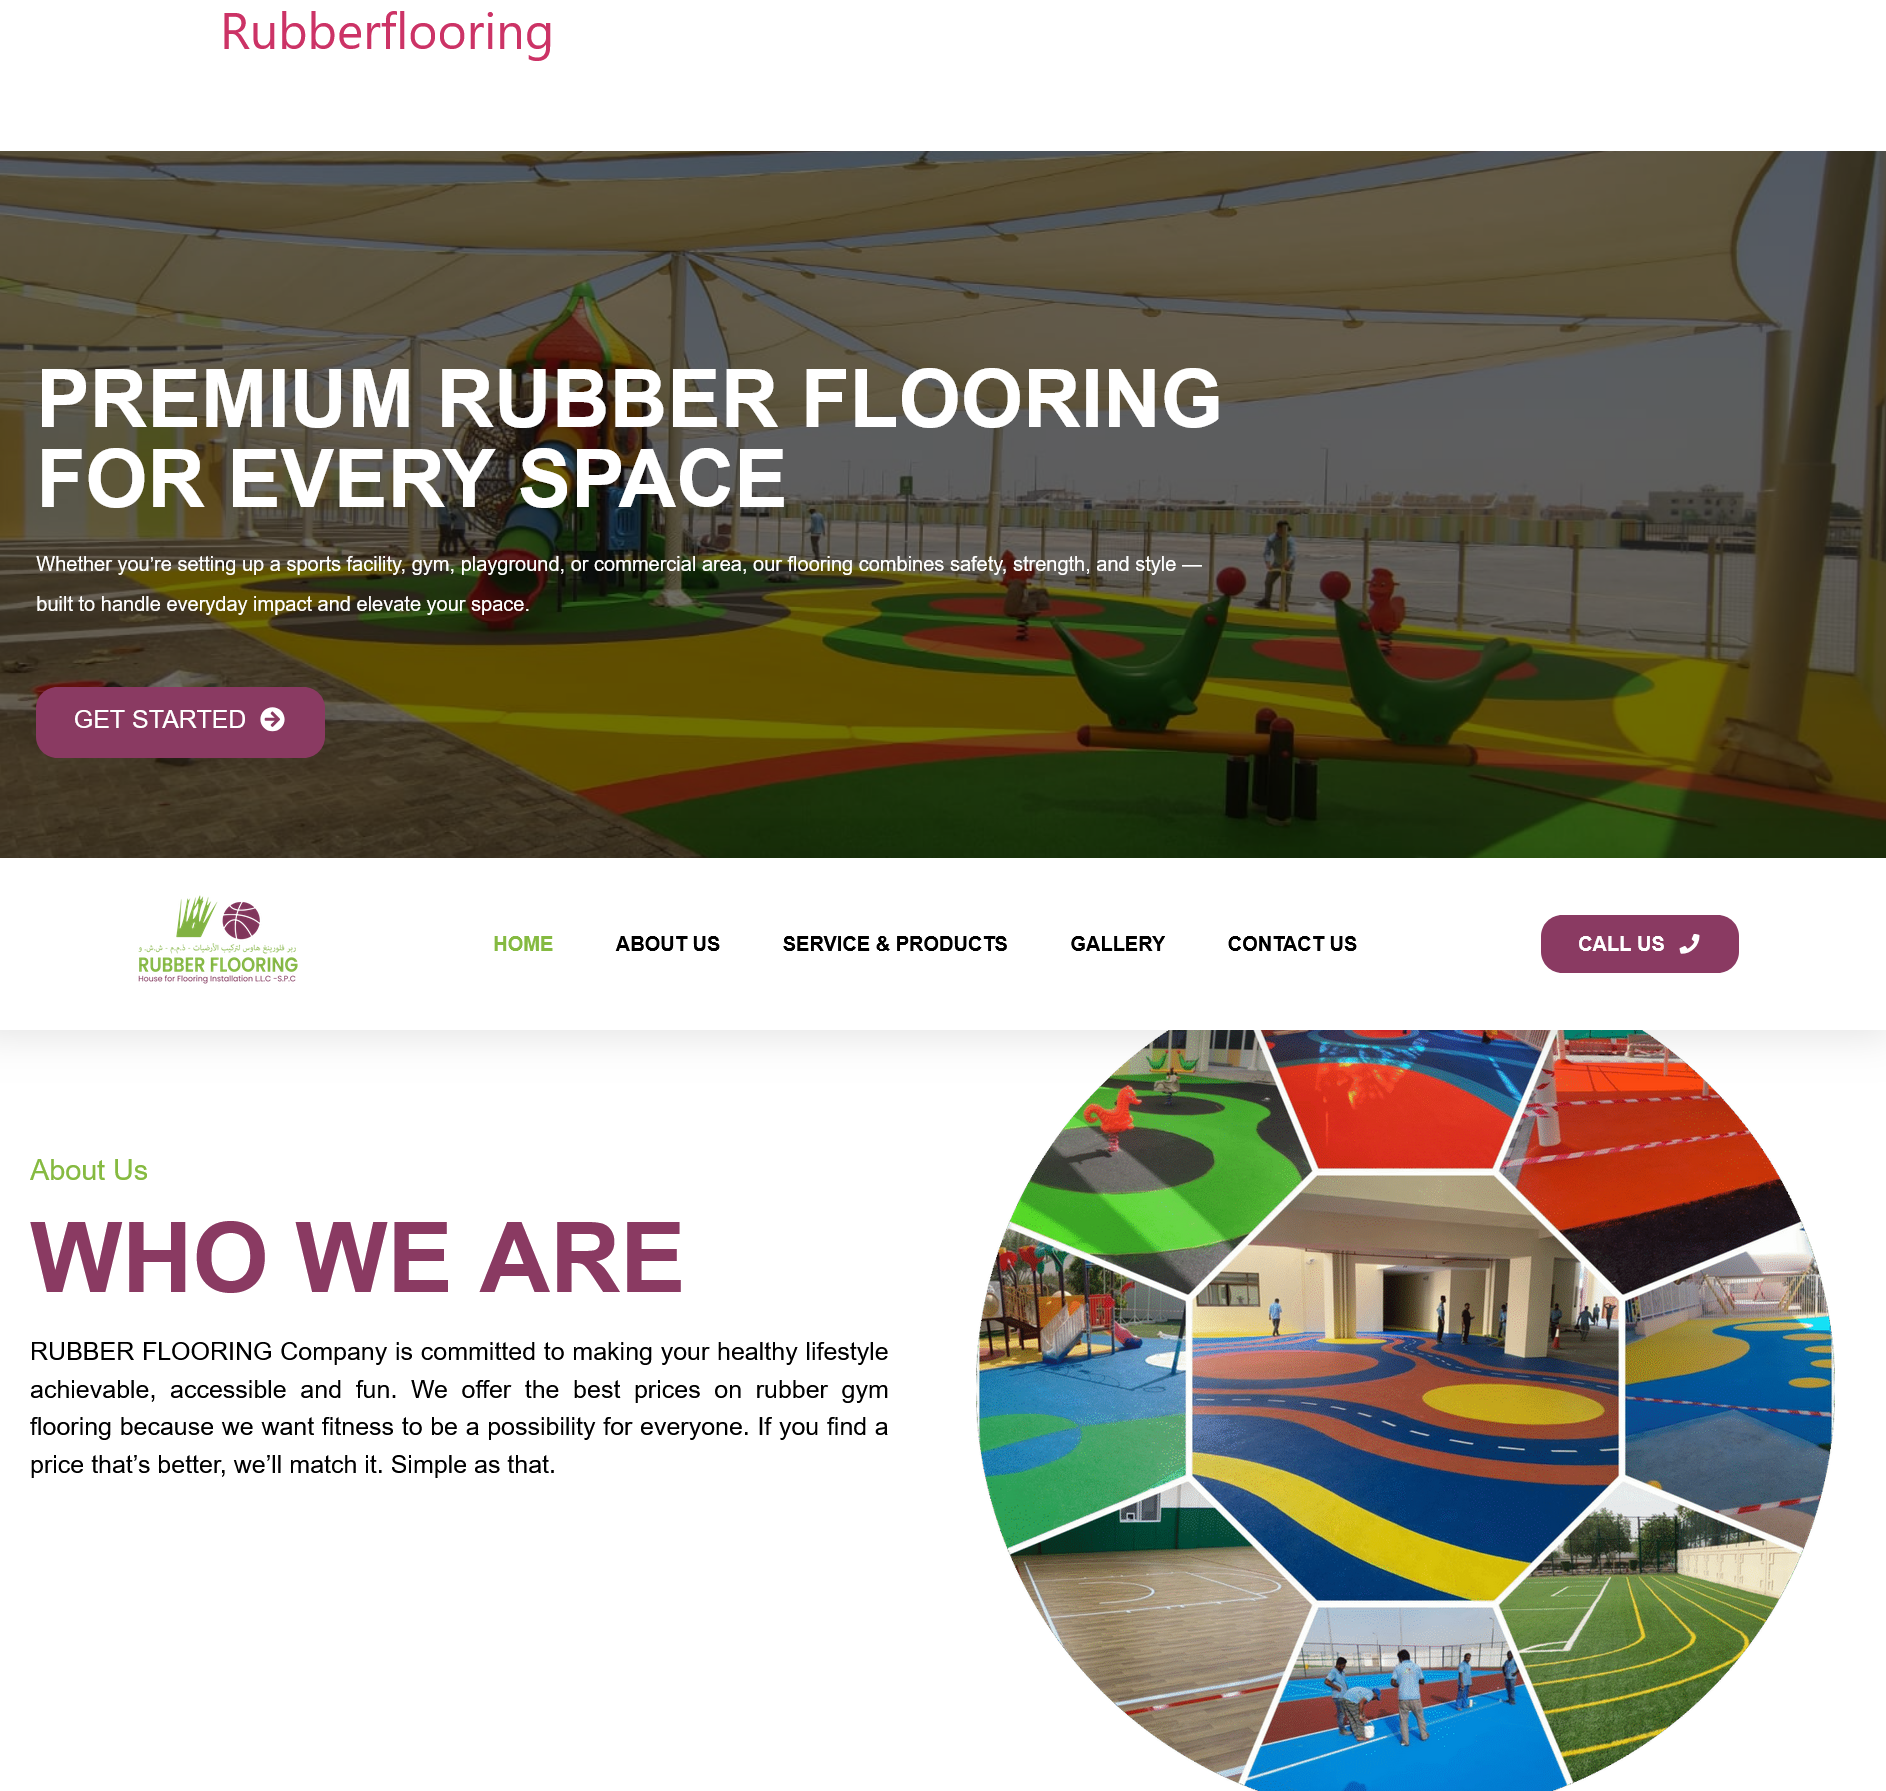 Rubberflooring
PREMIUM RUBBER FLOORING
FOR EVERY SPACE
Whether you’re setting up a sports facility, gym, playground, or commercial area, our flooring combines safety, strength, and style —
built to handle everyday impact and elevate your space.
GET STARTED
ربر فلورينغ هاوس لتركيب الأرضيات - ذ.م.م - ش.ش.و
RUBBER FLOORING
House for Flooring Installation LLC -S.P.C
HOME
ABOUT US
SERVICE & PRODUCTS
GALLERY
CONTACT US
CALL US
About Us
WHO WE ARE
RUBBER FLOORING Company is committed to making your healthy lifestyle
achievable, accessible and fun. We offer the best prices on rubber gym
flooring because we want fitness to be a possibility for everyone. If you find a
price that’s better, we’ll match it. Simple as that.